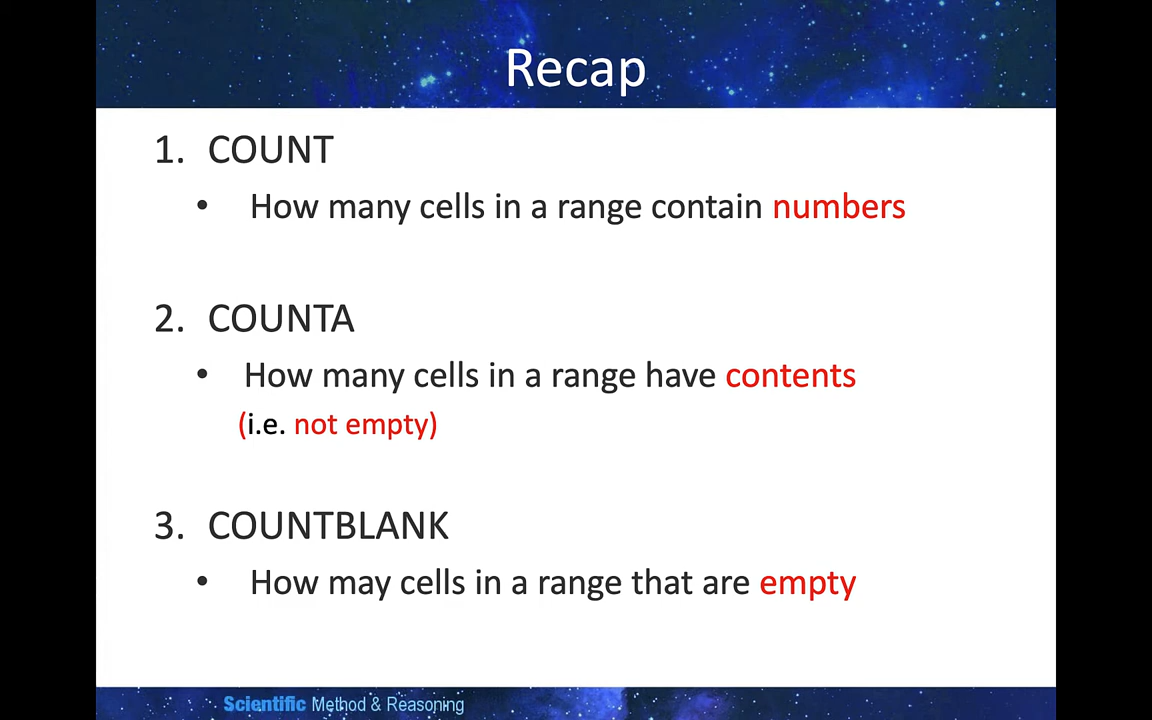 Recap
1. COUNT
• How many cells in a range contain numbers
2. COUNTA
• How many cells in a range have contents
(i.e. not empty)
3. COUNTBLANK
• How may cells in a range that are empty
Scientific Method & Reasoning